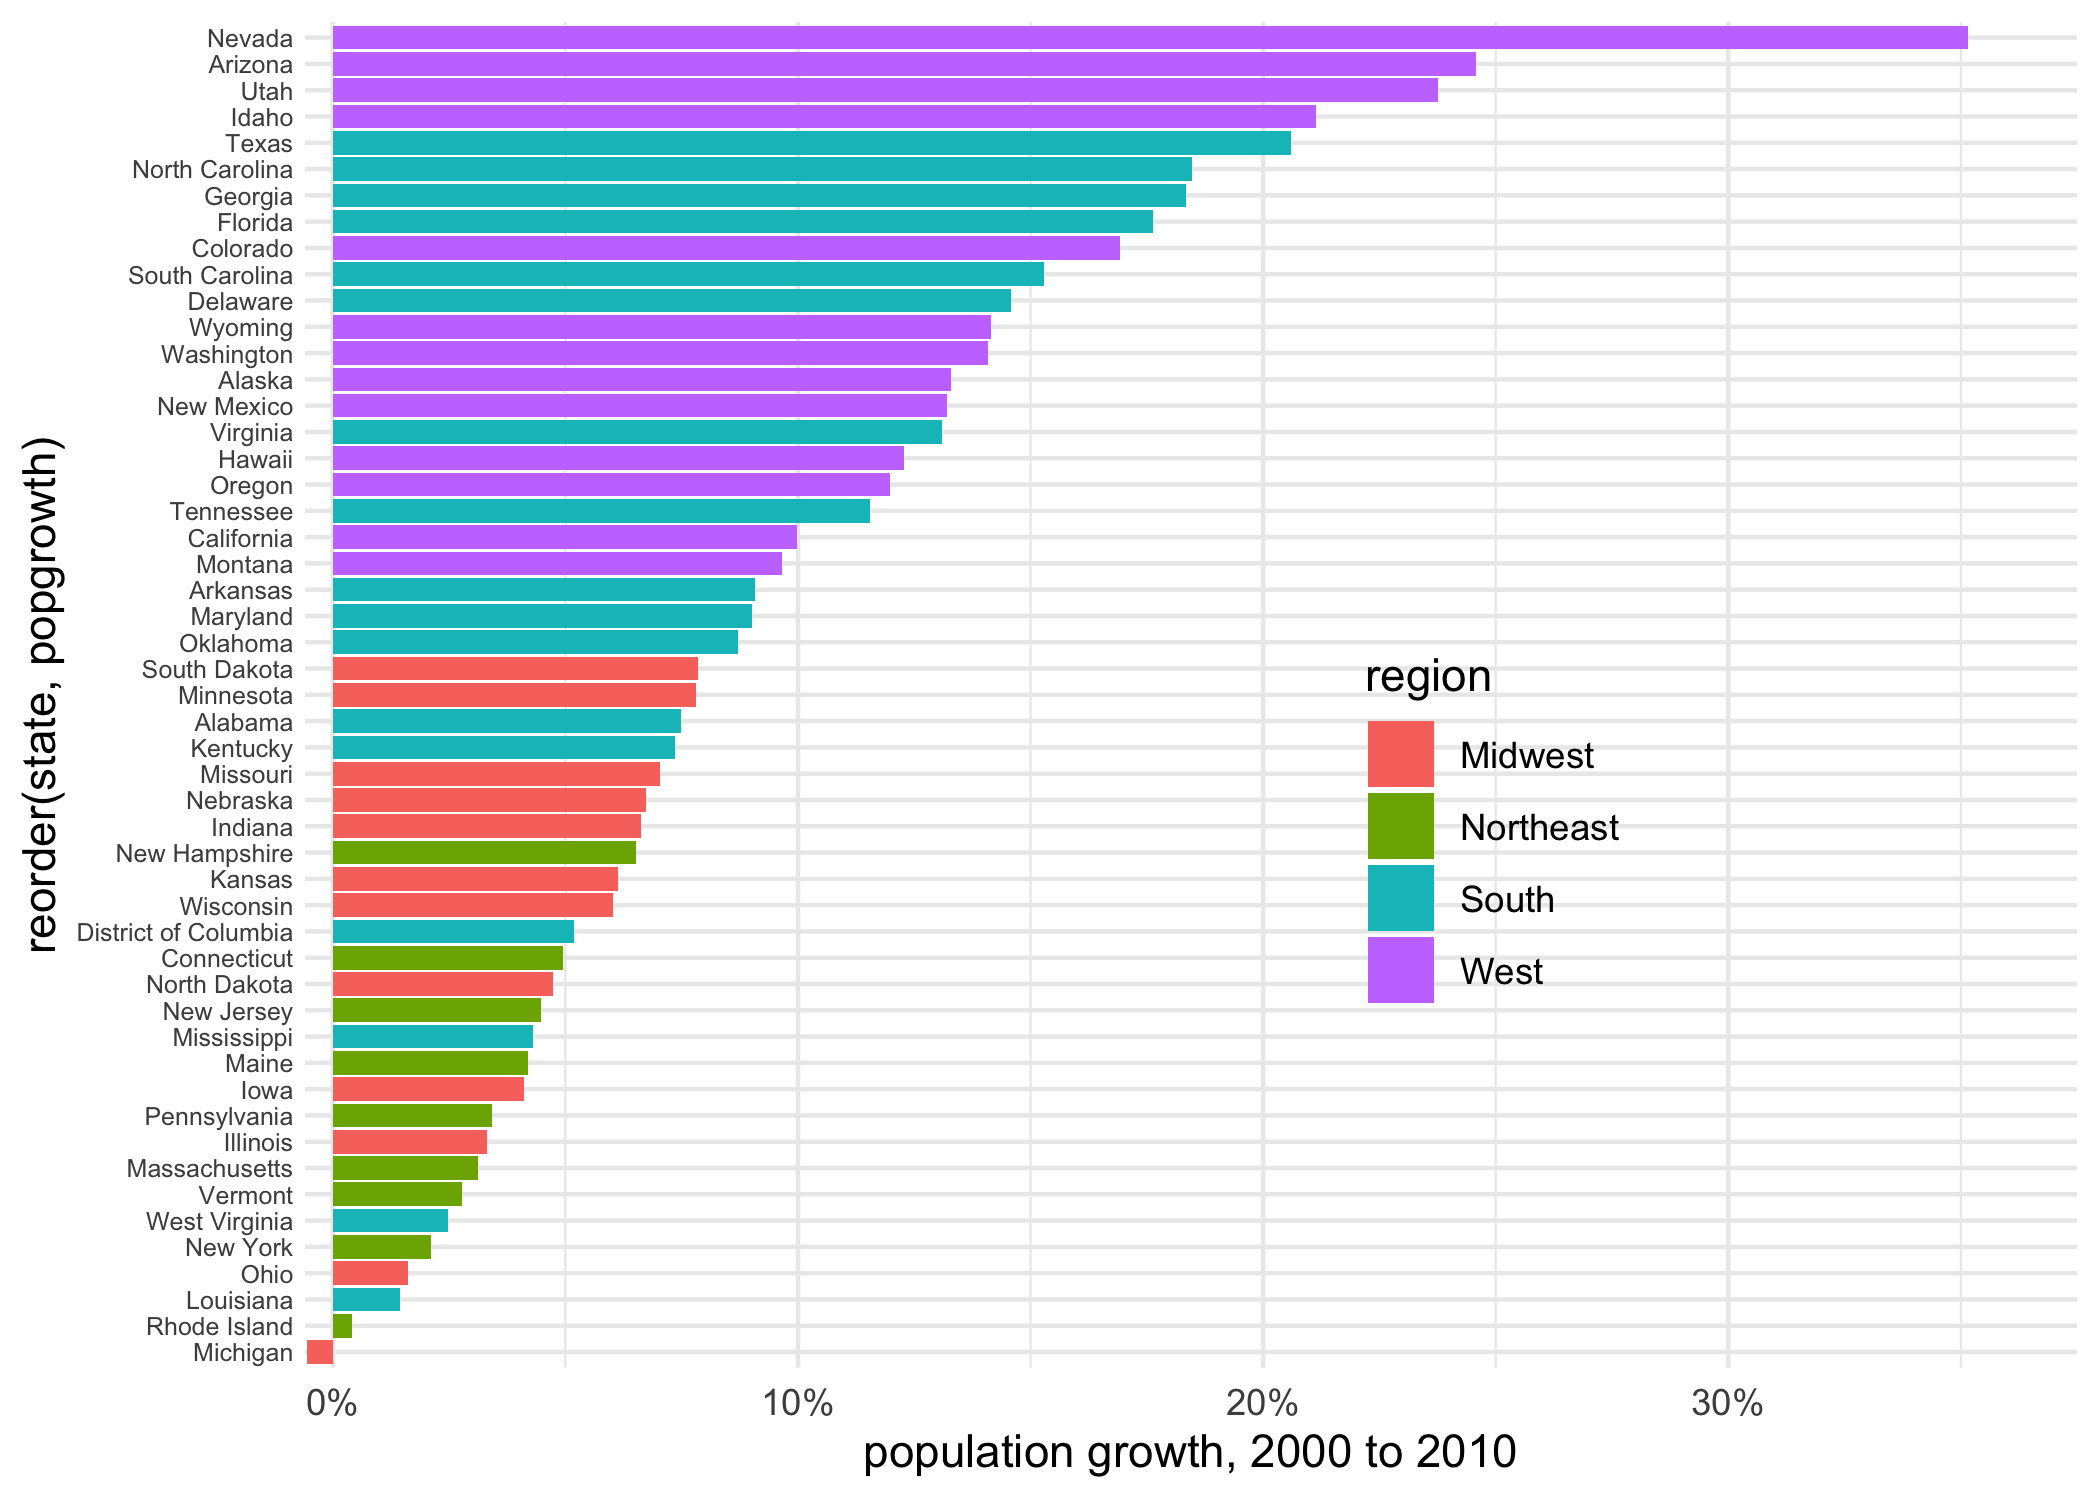 reorder(state, popgrowth)
Nevada
Arizona
Utah
Idaho
Texas
North Carolina
Georgia
Florida
Colorado
South Carolina
Delaware
Wyoming
Washington
Alaska
New Mexico
Virginia
Hawaii
Oregon
Tennessee
California
Montana
Arkansas
Maryland
Oklahoma
South Dakota
Minnesota
Alabama
Kentucky
Missouri
Nebraska
Indiana
New Hampshire
Kansas
Wisconsin
District of Columbia
Connecticut
North Dakota
New Jersey
Mississippi
Maine
Iowa
Pennsylvania
Illinois
Massachusetts
Vermont
West Virginia
New York
Ohio
Louisiana
Rhode Island
Michigan
region
Midwest
Northeast
South
West
0% 10% 20% 30%
population growth, 2000 to 2010